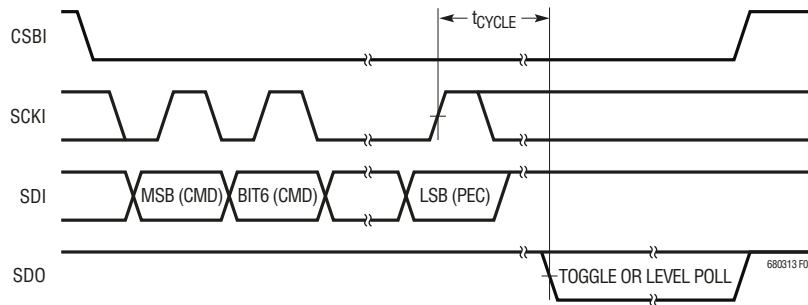 tCYCLE
CSBI
SCKI
SDI
MSB (CMD) BIT6 (CMD) LSB (PEC)
SDO
TOGGLE OR LEVEL POLL
680313 F0